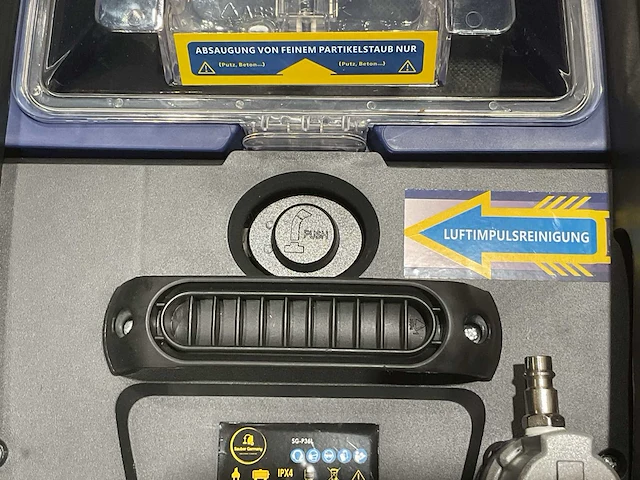 ABSAUGUNG VON FEINEM PARTIKELSTAUB NUR
(Putz, Beton...) (Putz, Beton...)
PUSH
LUFTIMPULSREINIGUNG
SG-P36L
IPX4